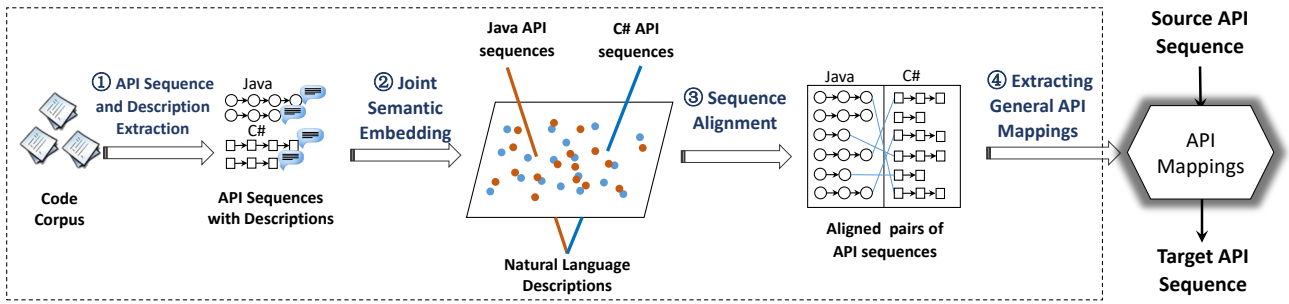 ① API Sequence
and Description
Extraction
Code
Corpus
Java
C#
API Sequences
with Descriptions
② Joint
Semantic
Embedding
Java API
sequences
C# API
sequences
Natural Language
Descriptions
③ Sequence
Alignment
Java
C#
Aligned pairs of
API sequences
④ Extracting
General API
Mappings
Source API
Sequence
API
Mappings
Target API
Sequence